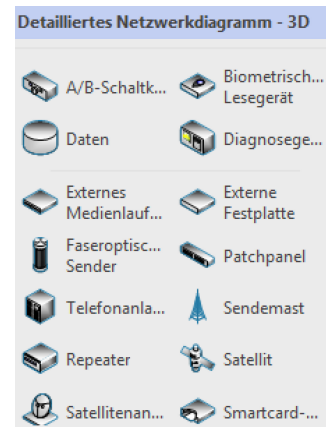 Detailliertes Netzwerkdiagramm - 3D
A/B-Schaltk...
Biometrisch...
Lesegerät
Daten
Diagnosege...
Externes
Medienlauf...
Externe
Festplatte
Faseroptisc...
Sender
Patchpanel
Telefonanla...
Sendemast
Repeater
Satellit
Satellitenan...
Smartcard-...